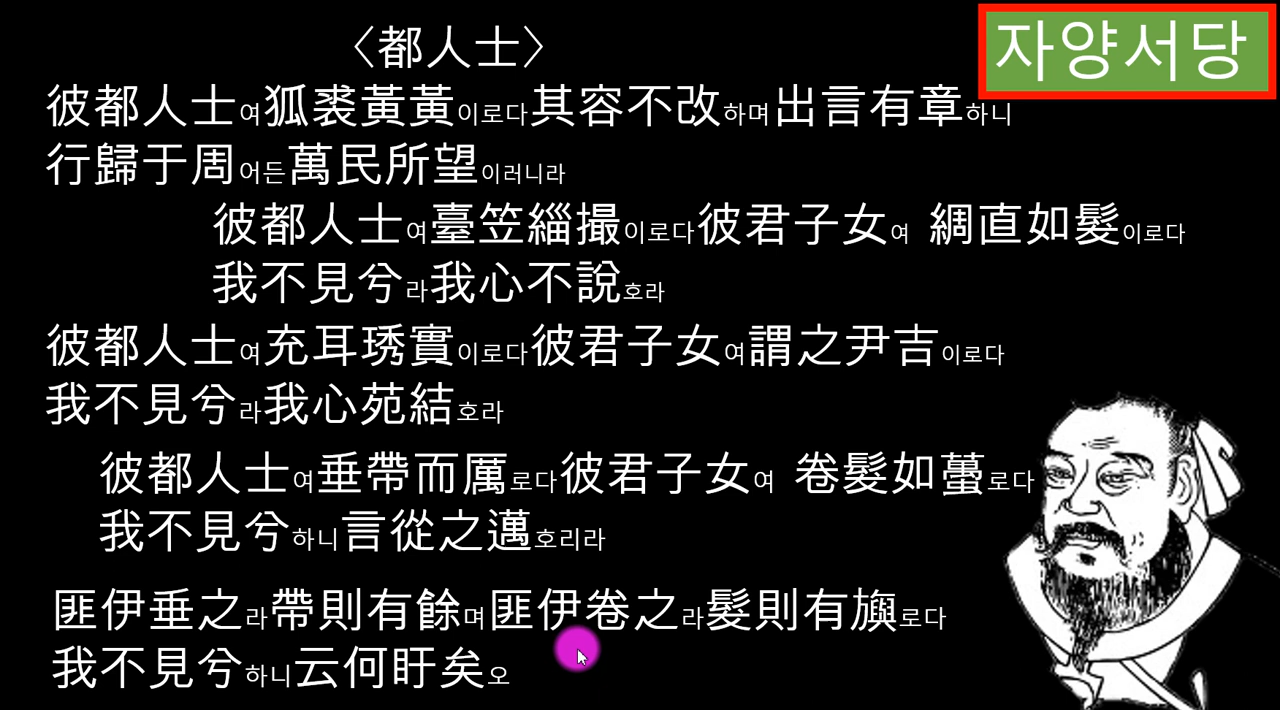 〈都人士〉
자양서당
彼都人士여狐裘黃黃이로다其容不改하며出言有章하니
行歸于周어든萬民所望이러니라
彼都人士여臺笠緇撮이로다彼君子女여 綢直如髮이로다
我不見兮라我心不說호라
彼都人士여充耳琇實이로다彼君子女여謂之尹吉이로다
我不見兮라我心苑結호라
彼都人士여垂帶而厲로다彼君子女여 卷髮如蠆로다
我不見兮하니言從之邁호리라
匪伊垂之라帶則有餘며匪伊卷之라髮則有旟로다
我不見兮하니云何盱矣오